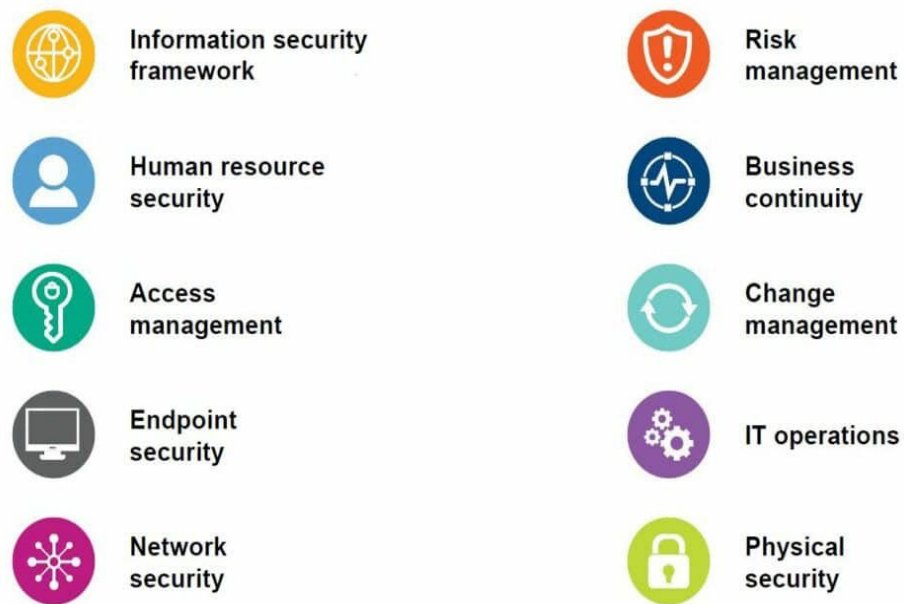 Information security
framework
Human resource
security
Access
management
Endpoint
security
Network
security
Risk
management
Business
continuity
Change
management
IT operations
Physical
security